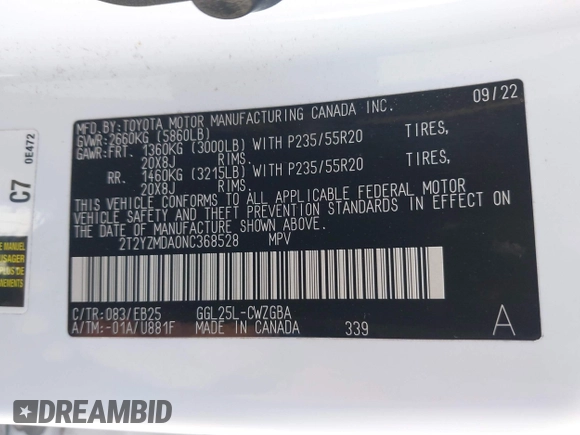 MFD.BY:TOYOTA MOTOR MANUFACTURING CANADA INC. 09/22
GVWR:2660KG (5860LB)
GAWR:FRT. 1360KG (3000LB) WITH P235/55R20 TIRES,
20X8J RIMS.
RR. 1460KG (3215LB) WITH P235/55R20 TIRES,
20X8J RIMS.
THIS VEHICLE CONFORMS TO ALL APPLICABLE FEDERAL MOTOR
VEHICLE SAFETY AND THEFT PREVENTION STANDARDS IN EFFECT ON
THE DATE OF MANUFACTURE SHOWN ABOVE.
2T2YZMDA0NC368528 MPV
C/TR:083/EB25 GGL25L-CWZGBA
A/TM:-01A/U881F MADE IN CANADA 339 A
C7
0E472
DREAMBID